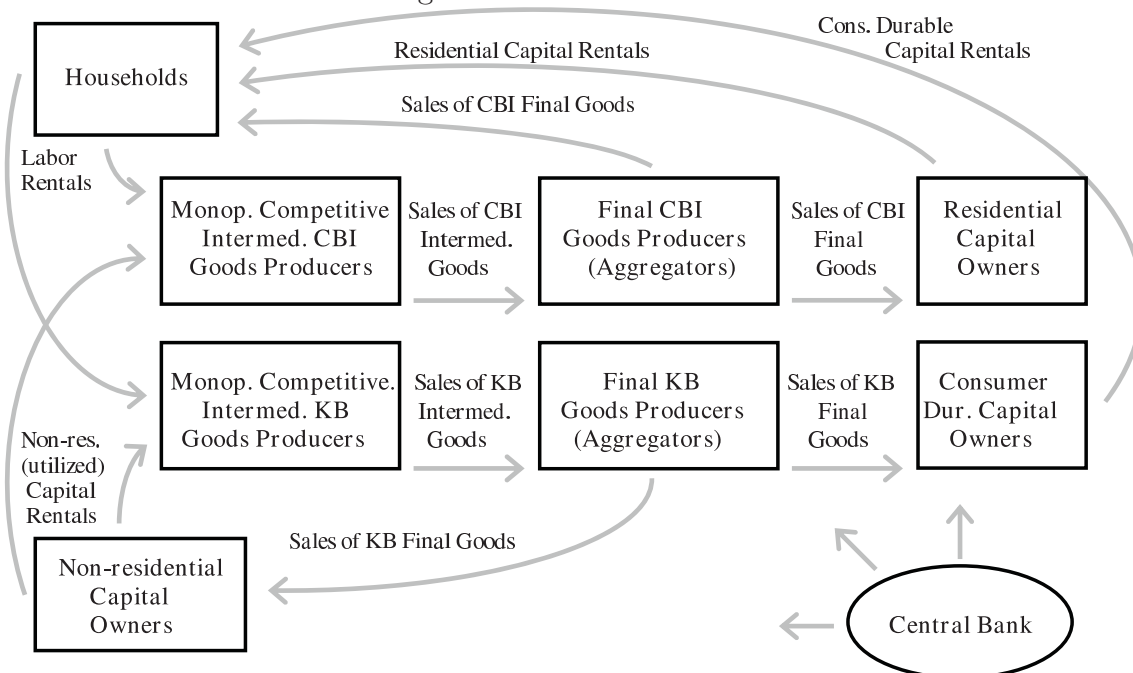 Cons. Durable
Capital Rentals
Residential Capital Rentals
Households
Sales of CBI Final Goods
Labor
Rentals
Monop. Competitive
Intermed. CBI
Goods Producers
Sales of CBI
Intermed.
Goods
Final CBI
Goods Producers
(Aggregators)
Sales of CBI
Final
Goods
Residential
Capital
Owners
Monop. Competitive.
Intermed. KB
Goods Producers
Sales of KB
Intermed.
Goods
Final KB
Goods Producers
(Aggregators)
Sales of KB
Final
Goods
Consumer
Dur. Capital
Owners
Non-res.
(utilized)
Capital
Rentals
Sales of KB Final Goods
Non-residential
Capital
Owners
Central Bank